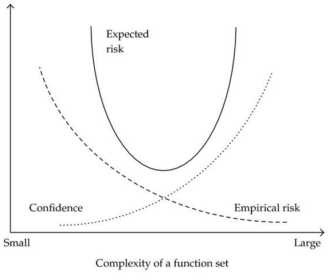 Expected
risk
Confidence
Empirical risk
Small
Large
Complexity of a function set